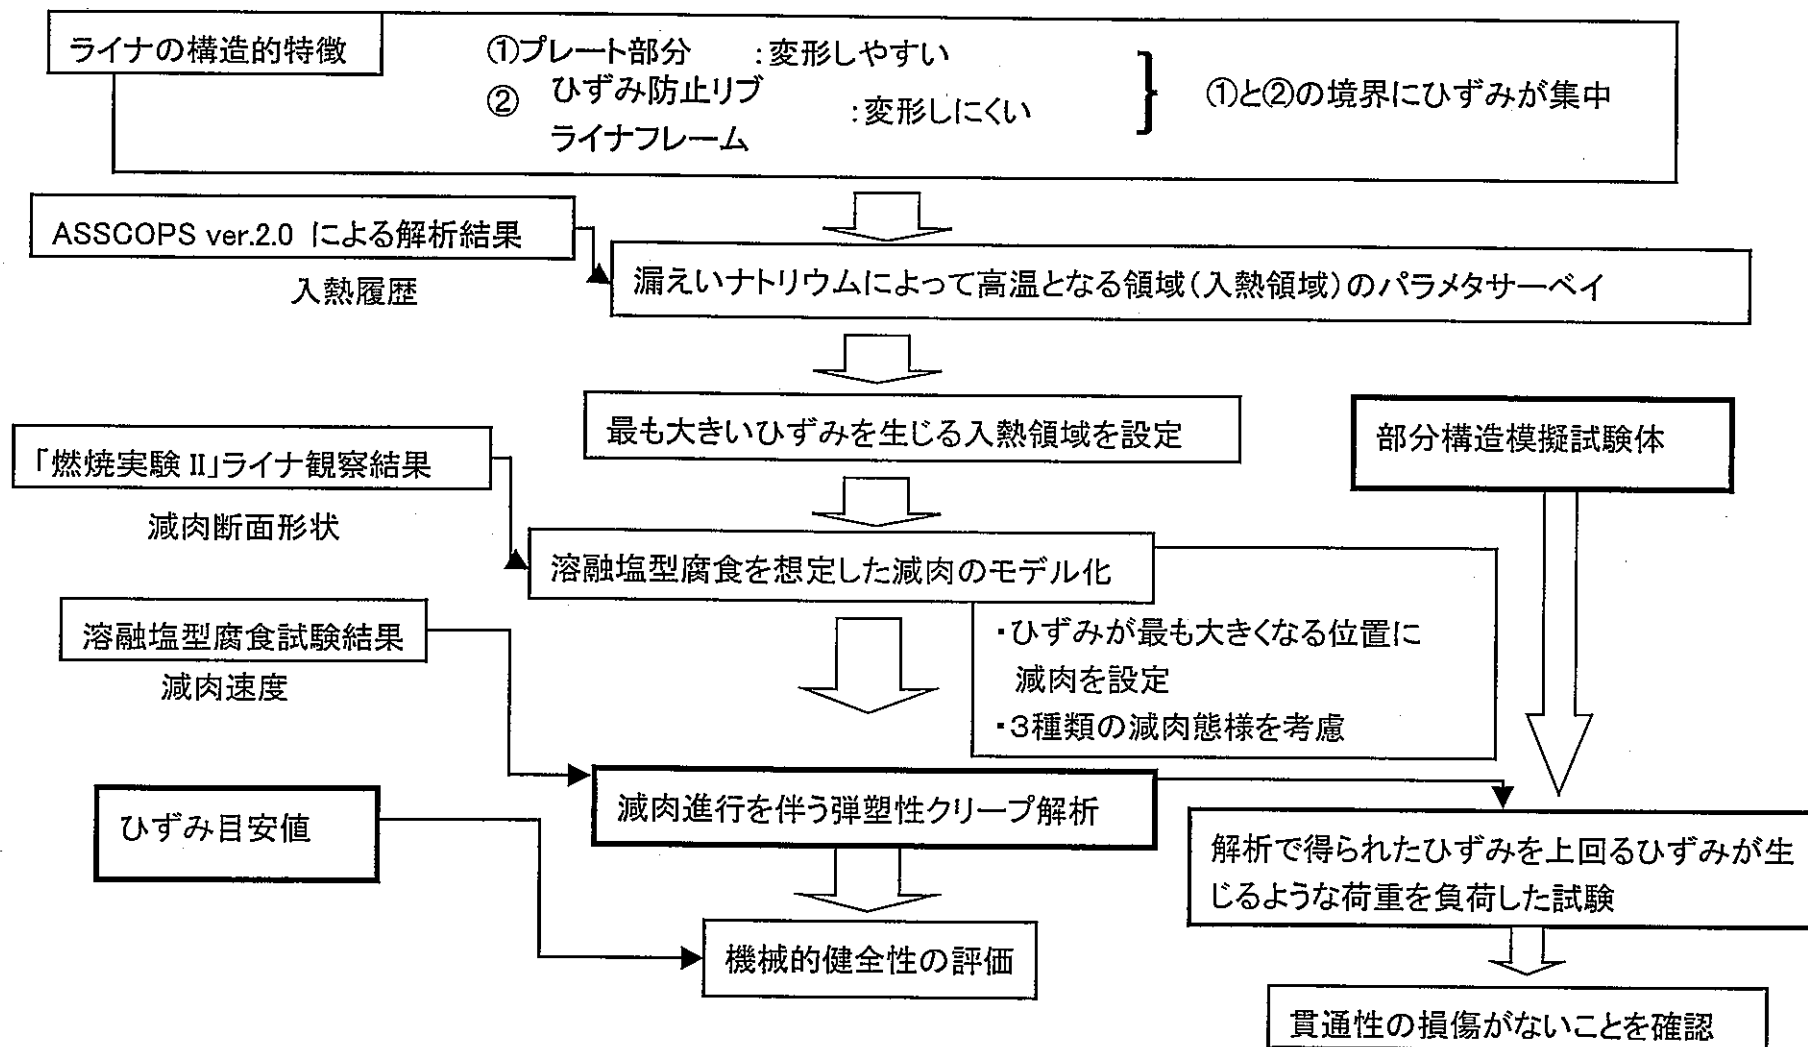 ライナの構造的特徴
①プレート部分　：変形しやすい
② ひずみ防止リブ
ライナフレーム
：変形しにくい
①と②の境界にひずみが集中
ASSCOPS ver.2.0 による解析結果
入熱履歴
漏えいナトリウムによって高温となる領域（入熱領域）のパラメタサーベイ
最も大きいひずみを生じる入熱領域を設定
部分構造模擬試験体
「燃焼実験 II」ライナ観察結果
減肉断面形状
溶融塩型腐食を想定した減肉のモデル化
・ひずみが最も大きくなる位置に
減肉を設定
・3種類の減肉態様を考慮
溶融塩型腐食試験結果
減肉速度
減肉進行を伴う弾塑性クリープ解析
ひずみ目安値
解析で得られたひずみを上回るひずみが生
じるような荷重を負荷した試験
機械的健全性の評価
貫通性の損傷がないことを確認